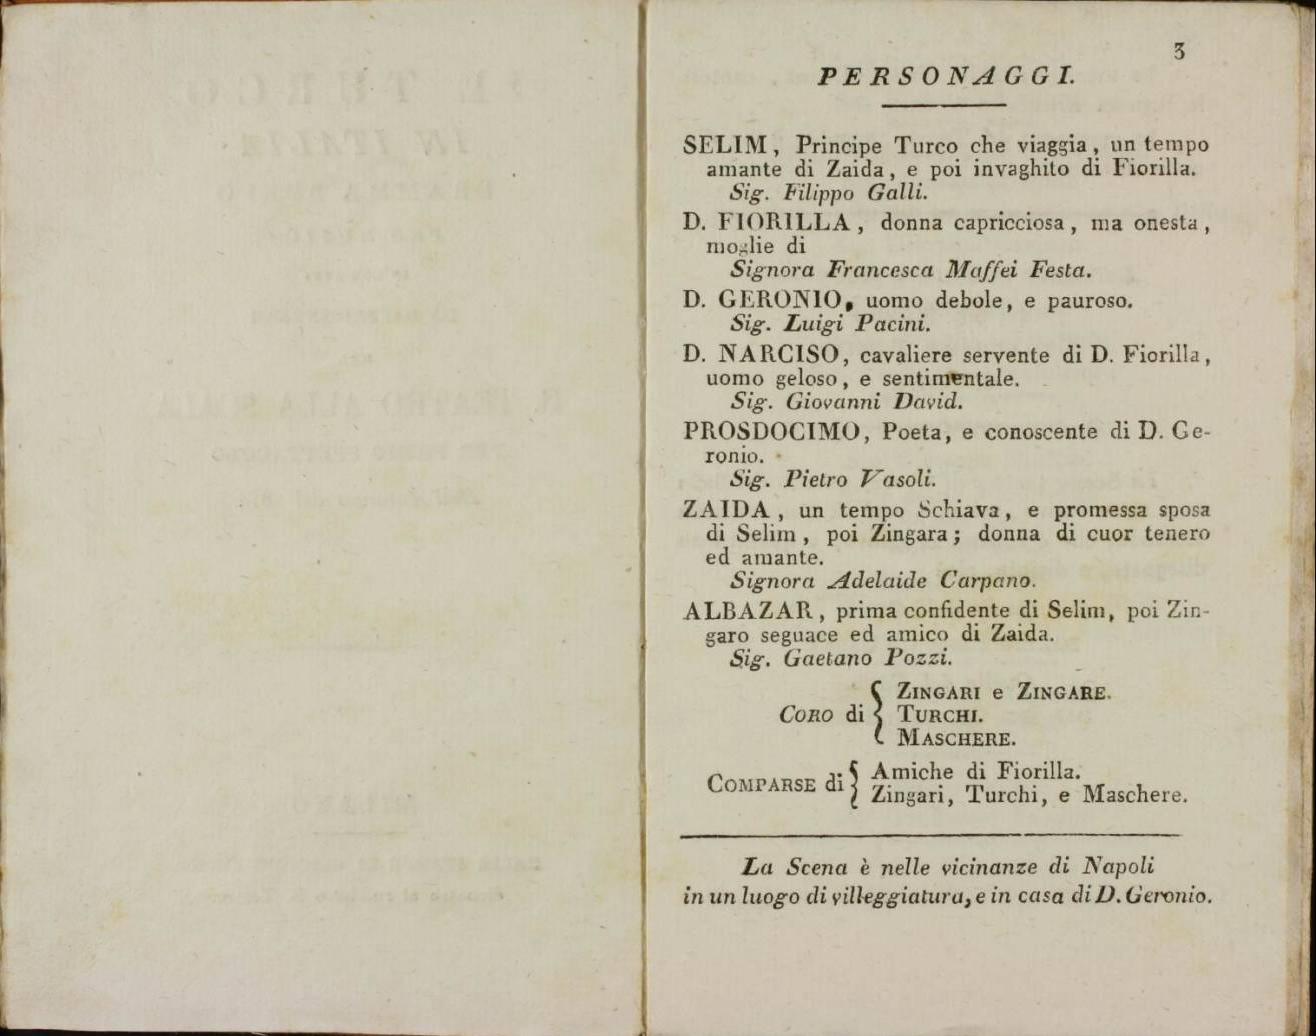 3
PERSONAGGI.
SELIM, Principe Turco che viaggia, un tempo
amante di Zaida, e poi invaghito di Fiorilla.
Sig. Filippo Galli.
D. FIORILLA, donna capricciosa, ma onesta,
moglie di
Signora Francesca Maffei Festa.
D. GERONIO, uomo debole, e pauroso.
Sig. Luigi Pacini.
D. NARCISO, cavaliere servente di D. Fiorilla,
uomo geloso, e sentimentale.
Sig. Giovanni David.
PROSDOCIMO, Poeta, e conoscente di D. Ge-
ronio.
Sig. Pietro Vasoli.
ZAIDA, un tempo Schiava, e promessa sposa
di Selim, poi Zingara; donna di cuor tenero
ed amante.
Signora Adelaide Carpano.
ALBAZAR, prima confidente di Selim, poi Zin-
garo seguace ed amico di Zaida.
Sig. Gaetano Pozzi.
ZINGARI e ZINGARE.
CORO di { TURCHI.
MASCHERE.
COMPARSE di { Amiche di Fiorilla.
Zingari, Turchi, e Maschere.
La Scena è nelle vicinanze di Napoli
in un luogo di villeggiatura, e in casa di D. Geronio.